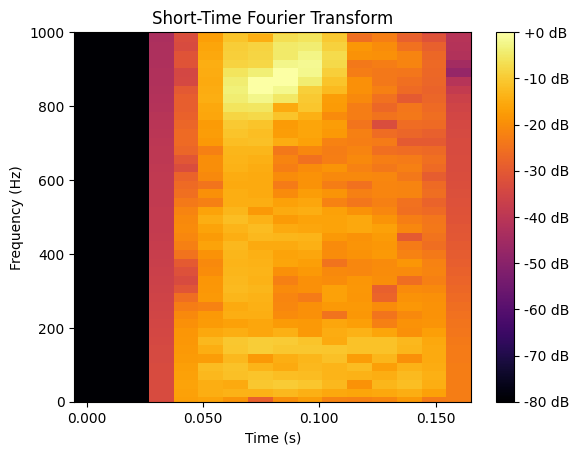 Short-Time Fourier Transform
Frequency (Hz)
1000
800
600
400
200
0
0.000
0.050
0.100
0.150
Time (s)
+0 dB
-10 dB
-20 dB
-30 dB
-40 dB
-50 dB
-60 dB
-70 dB
-80 dB